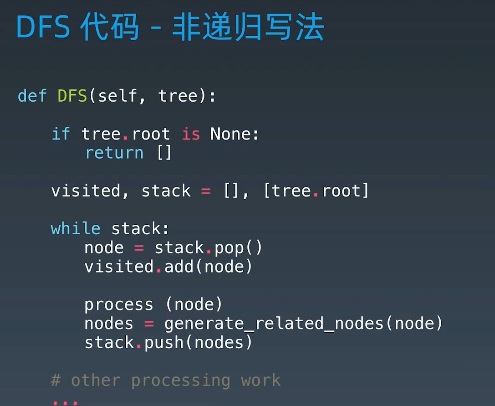 DFS 代码 - 非递归写法
def DFS(self, tree):
if tree.root is None:
return []
visited, stack = [], [tree.root]
while stack:
node = stack.pop()
visited.add(node)
process (node)
nodes = generate_related_nodes(node)
stack.push(nodes)
# other processing work
...